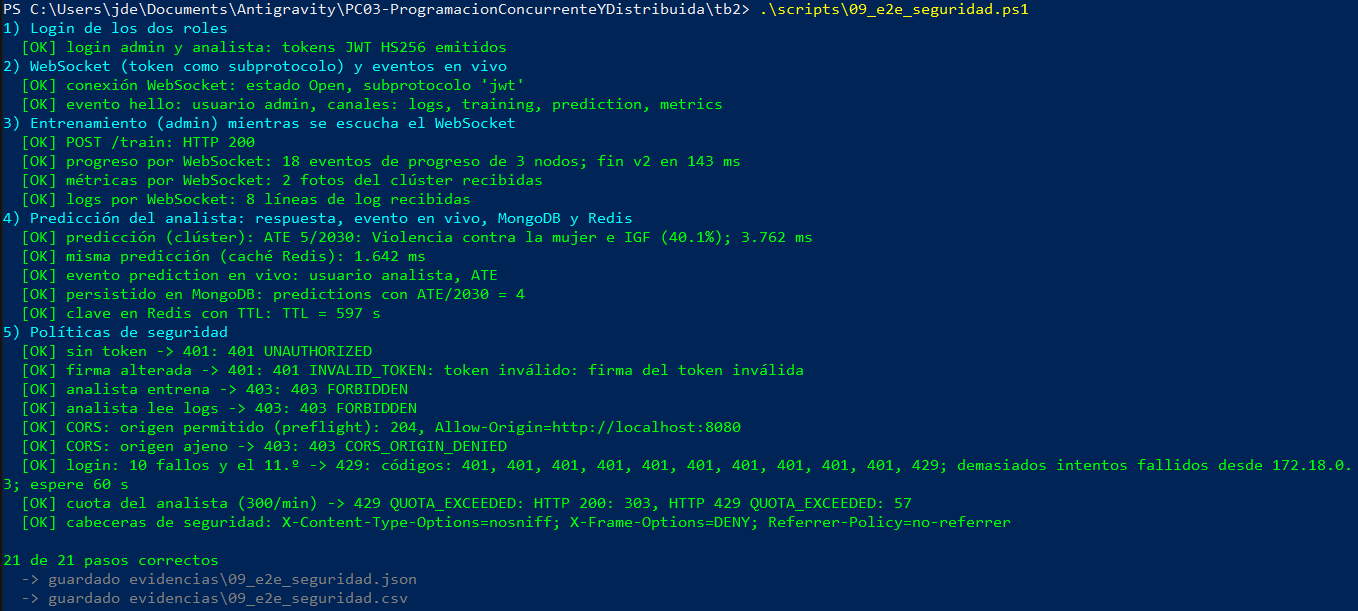 PS C:\Users\jde\Documents\Antigravity\PC03-ProgramacionConcurrenteYDistribuida\tb2> .\scripts\09_e2e_seguridad.ps1
1) Login de los dos roles
[OK] login admin y analista: tokens JWT HS256 emitidos
2) WebSocket (token como subprotocolo) y eventos en vivo
[OK] conexión WebSocket: estado Open, subprotocolo 'jwt'
[OK] evento hello: usuario admin, canales: logs, training, prediction, metrics
3) Entrenamiento (admin) mientras se escucha el WebSocket
[OK] POST /train: HTTP 200
[OK] progreso por WebSocket: 18 eventos de progreso de 3 nodos; fin v2 en 143 ms
[OK] métricas por WebSocket: 2 fotos del clúster recibidas
[OK] logs por WebSocket: 8 líneas de log recibidas
4) Predicción del analista: respuesta, evento en vivo, MongoDB y Redis
[OK] predicción (clúster): ATE 5/2030: Violencia contra la mujer e IGF (40.1%); 3.762 ms
[OK] misma predicción (caché Redis): 1.642 ms
[OK] evento prediction en vivo: usuario analista, ATE
[OK] persistido en MongoDB: predictions con ATE/2030 = 4
[OK] clave en Redis con TTL: TTL = 597 s
5) Políticas de seguridad
[OK] sin token -> 401: 401 UNAUTHORIZED
[OK] firma alterada -> 401: 401 INVALID_TOKEN: token inválido: firma del token inválida
[OK] analista entrena -> 403: 403 FORBIDDEN
[OK] analista lee logs -> 403: 403 FORBIDDEN
[OK] CORS: origen permitido (preflight): 204, Allow-Origin=http://localhost:8080
[OK] CORS: origen ajeno -> 403: 403 CORS_ORIGIN_DENIED
[OK] login: 10 fallos y el 11.º -> 429: códigos: 401, 401, 401, 401, 401, 401, 401, 401, 401, 401, 429; demasiados intentos fallidos desde 172.18.0.
3; espere 60 s
[OK] cuota del analista (300/min) -> 429 QUOTA_EXCEEDED: HTTP 200: 303, HTTP 429 QUOTA_EXCEEDED: 57
[OK] cabeceras de seguridad: X-Content-Type-Options=nosniff; X-Frame-Options=DENY; Referrer-Policy=no-referrer
21 de 21 pasos correctos
-> guardado evidencias\09_e2e_seguridad.json
-> guardado evidencias\09_e2e_seguridad.csv